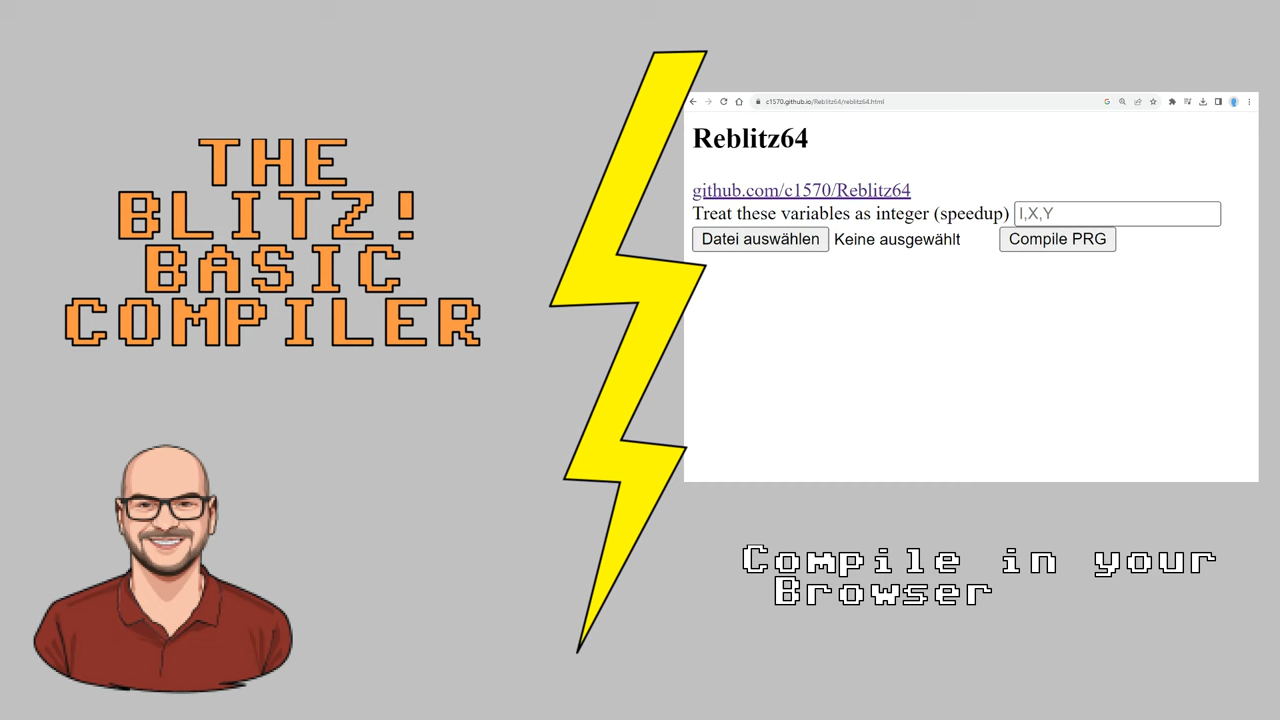 THE
BLITZ!
BASIC
COMPILER
c1570.github.io/Reblitz64/reblitz64.html
Reblitz64
github.com/c1570/Reblitz64
Treat these variables as integer (speedup) I,X,Y
Datei auswählen Keine ausgewählt Compile PRG
Compile in your
Browser